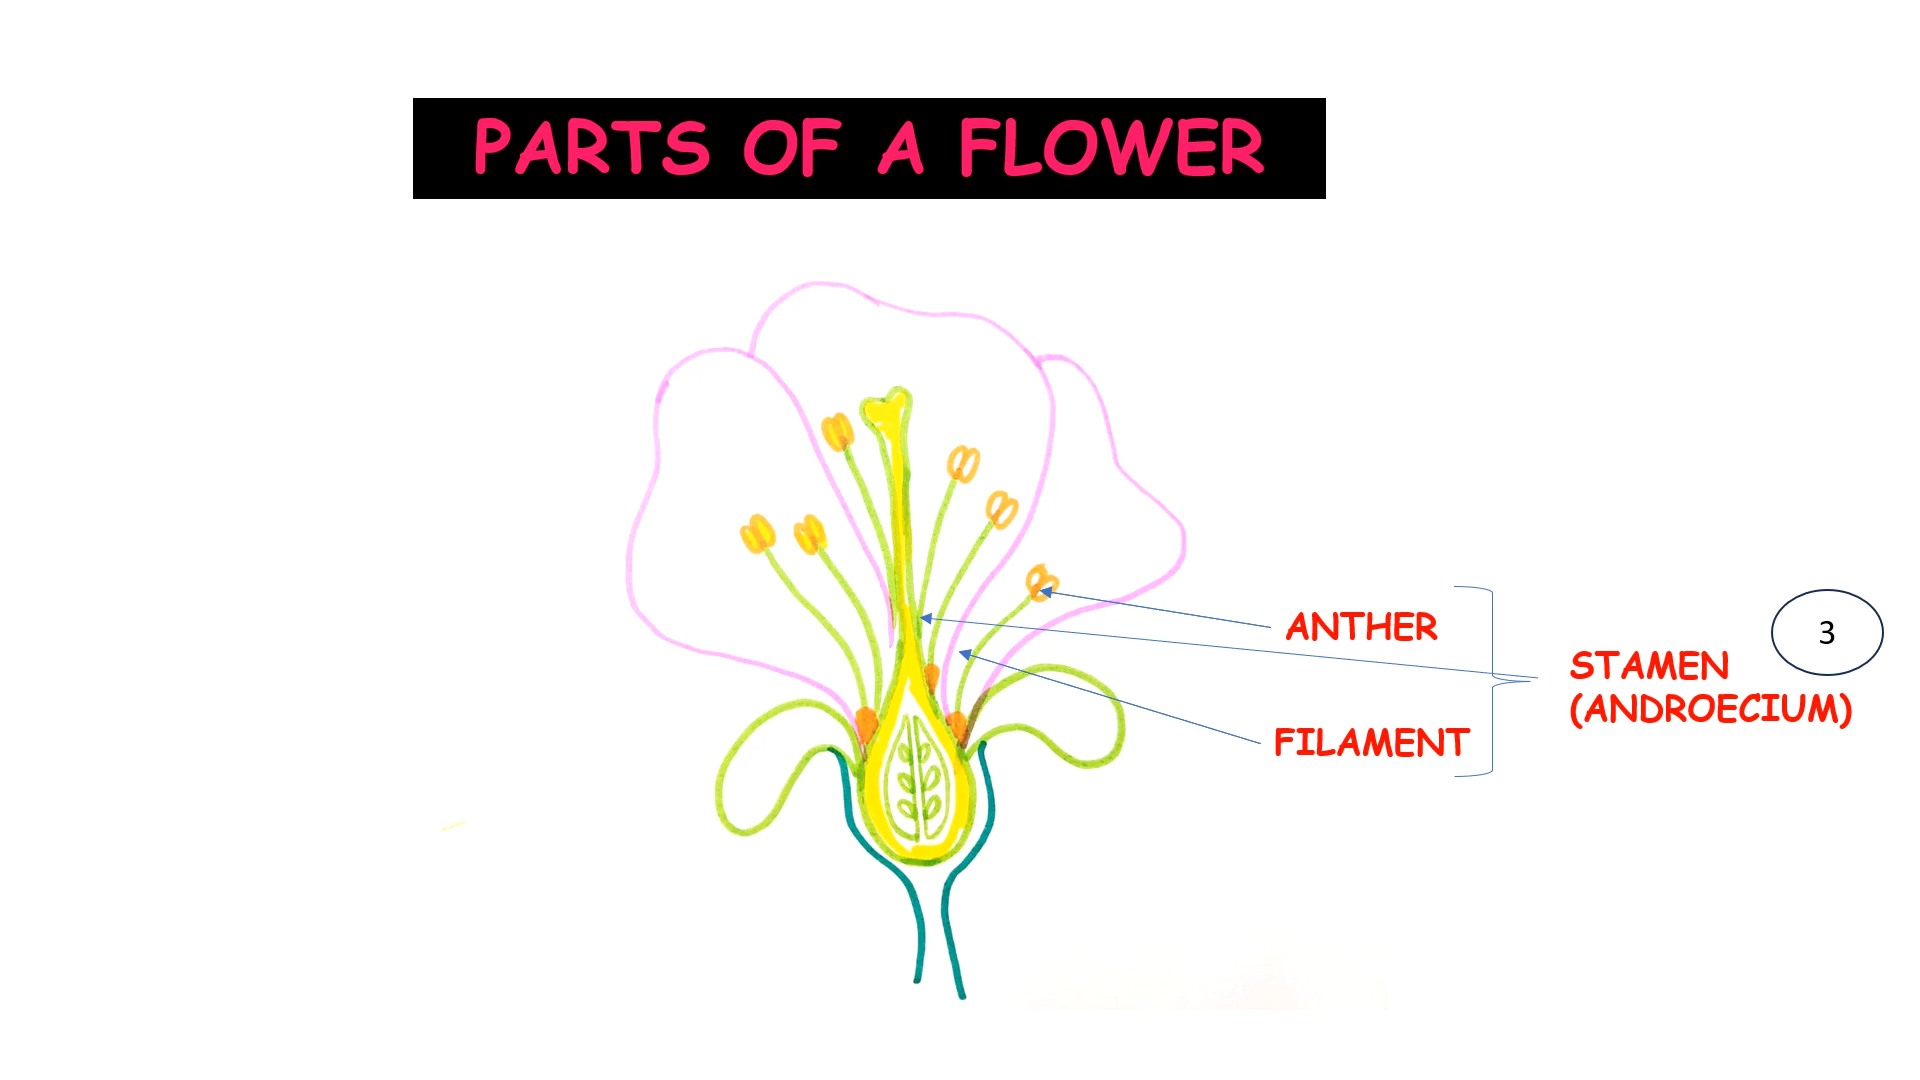 PARTS OF A FLOWER
ANTHER
3
STAMEN
(ANDROECIUM)
FILAMENT